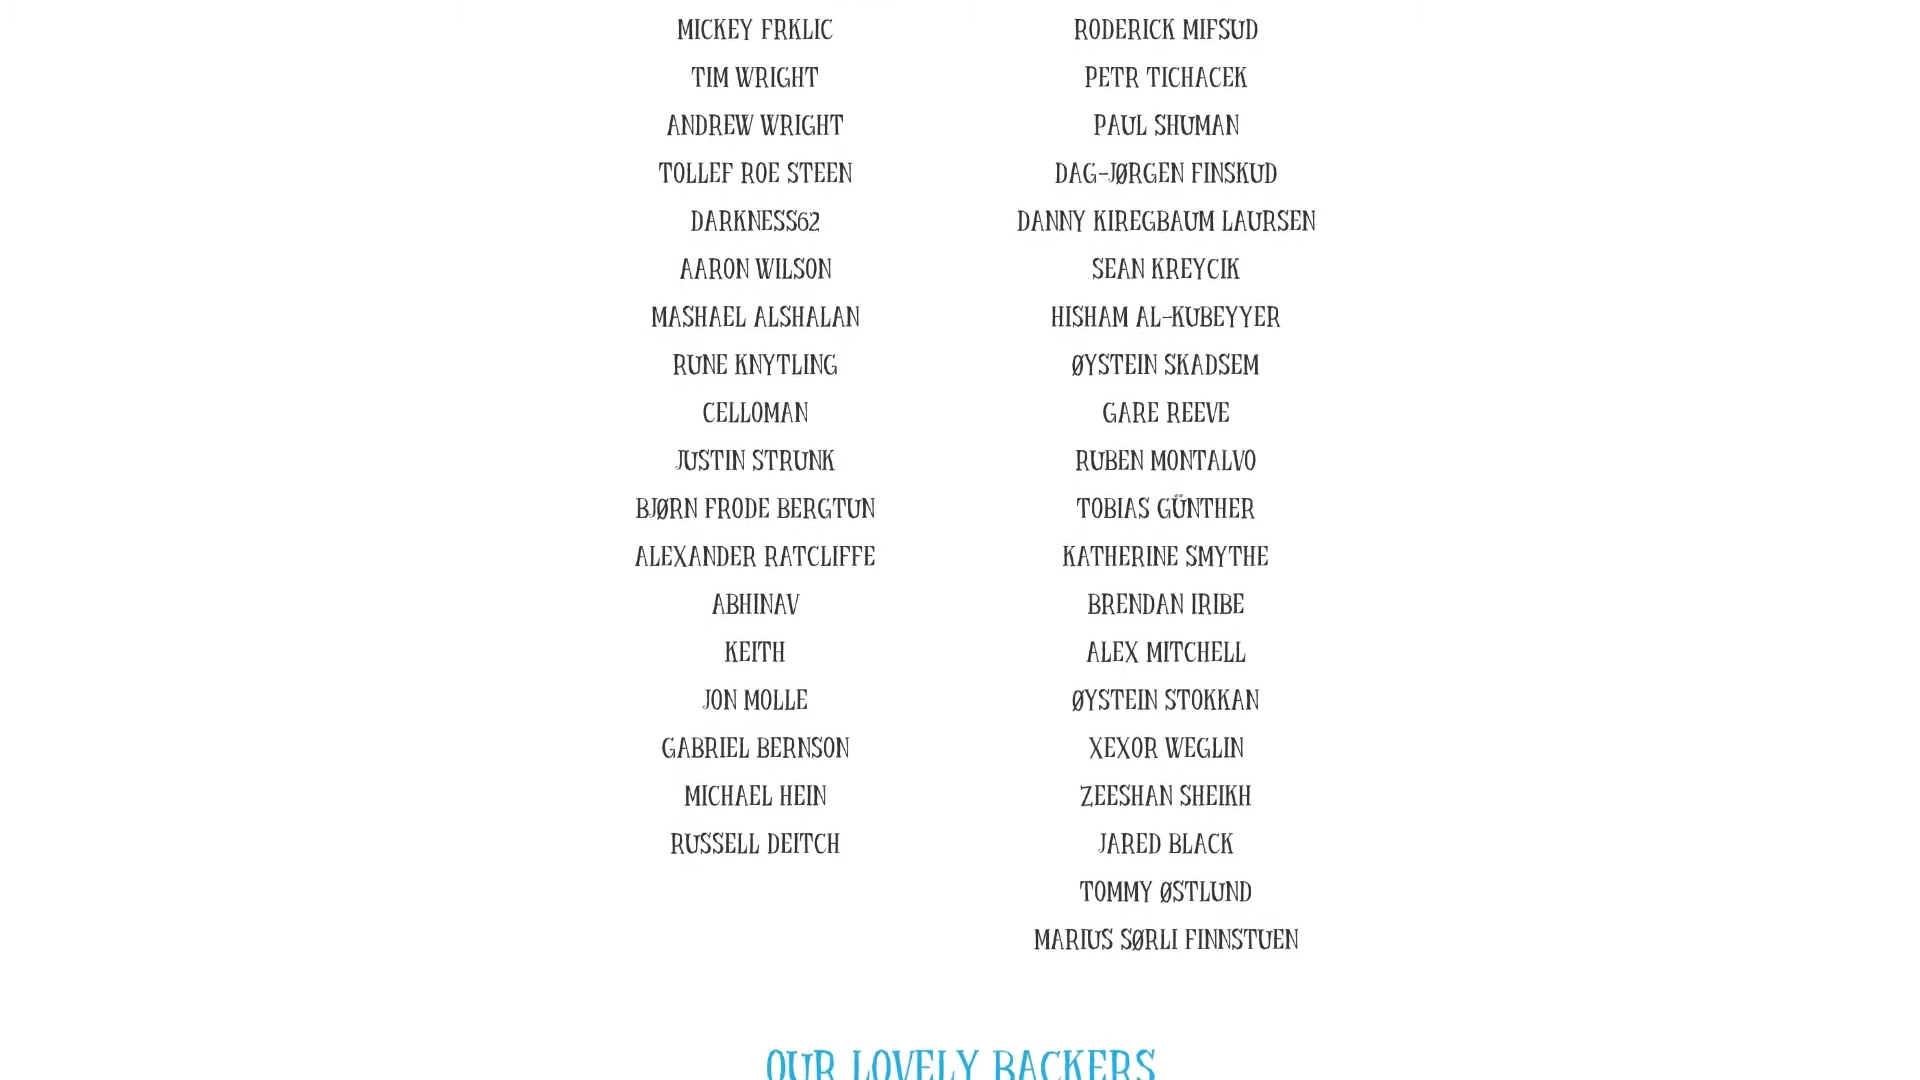 MICKEY FRKLIC
TIM WRIGHT
ANDREW WRIGHT
TOLLEF ROE STEEN
DARKNESS62
AARON WILSON
MASHAEL ALSHALAN
RUNE KNYTLING
CELLOMAN
JUSTIN STRUNK
BJØRN FRODE BERGTUN
ALEXANDER RATCLIFFE
ABHINAV
KEITH
JON MOLLE
GABRIEL BERNSON
MICHAEL HEIN
RUSSELL DEITCH
RODERICK MIFSUD
PETR TICHACEK
PAUL SHUMAN
DAG-JØRGEN FINSKUD
DANNY KIREGBAUM LAURSEN
SEAN KREYCIK
HISHAM AL-KUBEYYER
ØYSTEIN SKADSEM
GARE REEVE
RUBEN MONTALVO
TOBIAS GÜNTHER
KATHERINE SMYTHE
BRENDAN IRIBE
ALEX MITCHELL
ØYSTEIN STOKKAN
XEXOR WEGLIN
ZEESHAN SHEIKH
JARED BLACK
TOMMY ØSTLUND
MARIUS SØRLI FINNSTUEN
OUR LOVELY BACKERS